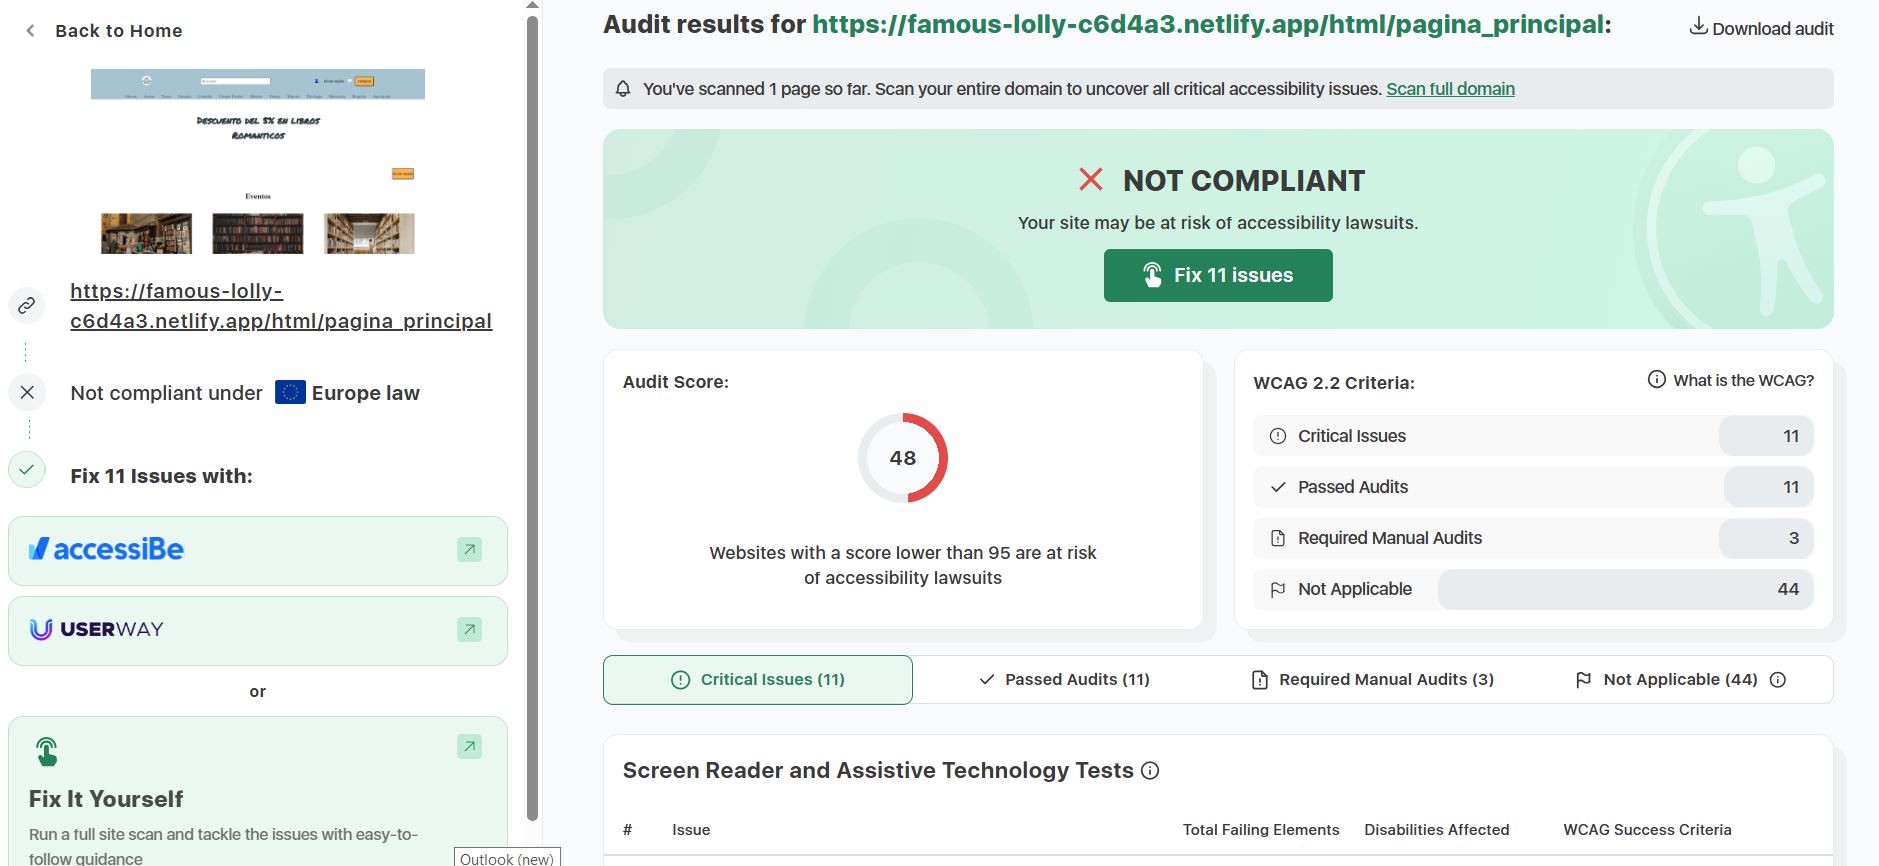 Back to Home
Descuento del 5% en libros
Romanticos
Eventos
https://famous-lolly-
c6d4a3.netlify.app/html/pagina_principal
Not compliant under Europe law
Fix 11 Issues with:
accessiBe
USERWAY
or
Fix It Yourself
Run a full site scan and tackle the issues with easy-to-
follow guidance
Outlook (new)
Audit results for https://famous-lolly-c6d4a3.netlify.app/html/pagina_principal:
Download audit
You've scanned 1 page so far. Scan your entire domain to uncover all critical accessibility issues. Scan full domain
NOT COMPLIANT
Your site may be at risk of accessibility lawsuits.
Fix 11 issues
Audit Score:
48
Websites with a score lower than 95 are at risk
of accessibility lawsuits
WCAG 2.2 Criteria:
What is the WCAG?
Critical Issues 11
Passed Audits 11
Required Manual Audits 3
Not Applicable 44
Critical Issues (11) Passed Audits (11) Required Manual Audits (3) Not Applicable (44)
Screen Reader and Assistive Technology Tests
# Issue Total Failing Elements Disabilities Affected WCAG Success Criteria